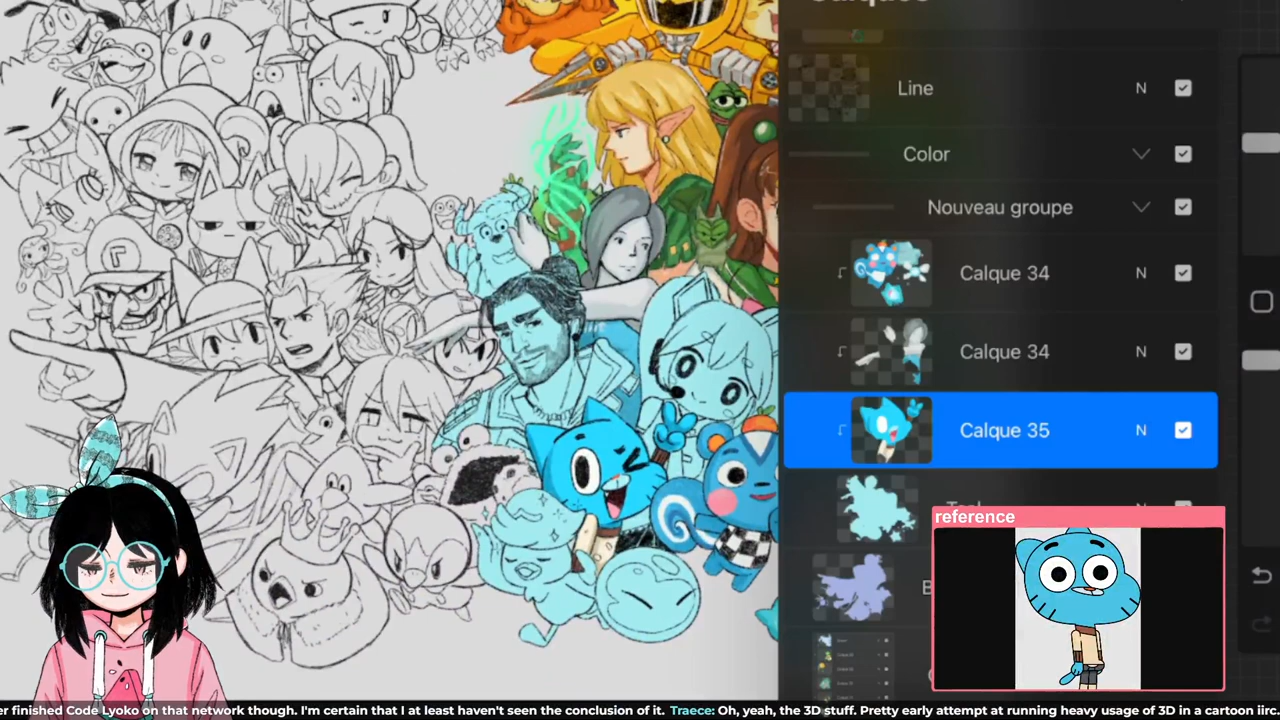 Line N
Color
Nouveau groupe
Calque 34 N
Calque 34 N
Calque 35 N
reference
er finished Code Lyoko on that network though. I'm certain that I at least haven't seen the conclusion of it. Traece: Oh, yeah, the 3D stuff. Pretty early attempt at running heavy usage of 3D in a cartoon iirc.